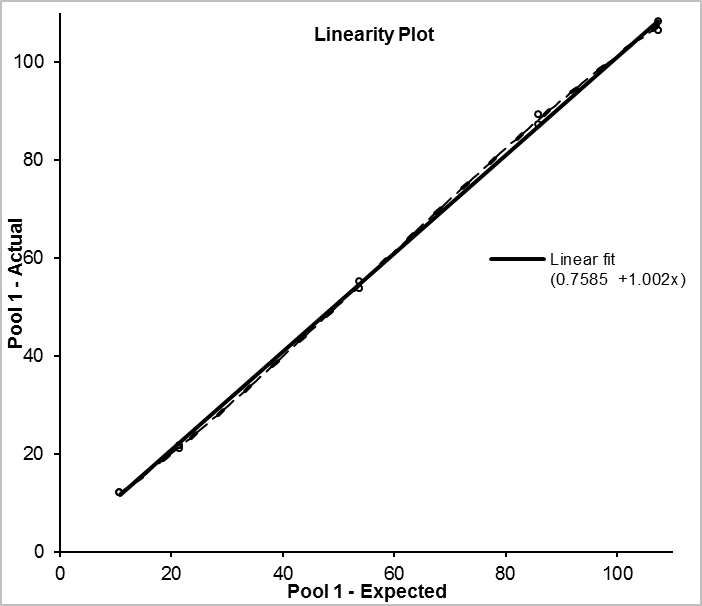 Linearity Plot
100
80
60
40
20
0
Pool 1 - Actual
Linear fit
(0.7585 +1.002x)
0 20 40 60 80 100
Pool 1 - Expected